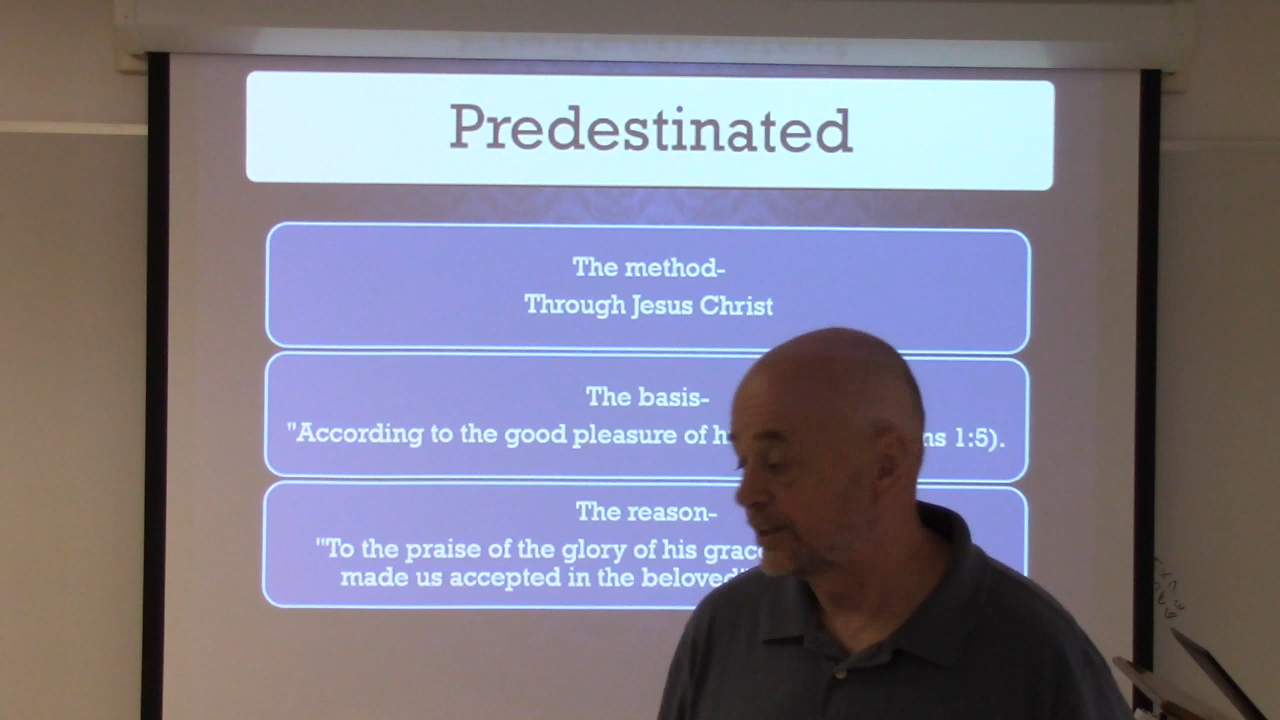 Predestinated
The method-
Through Jesus Christ
The basis-
"According to the good pleasure of 1:5).
The reason-
"To the praise of the glory of his grace
made us accepted in the beloved"